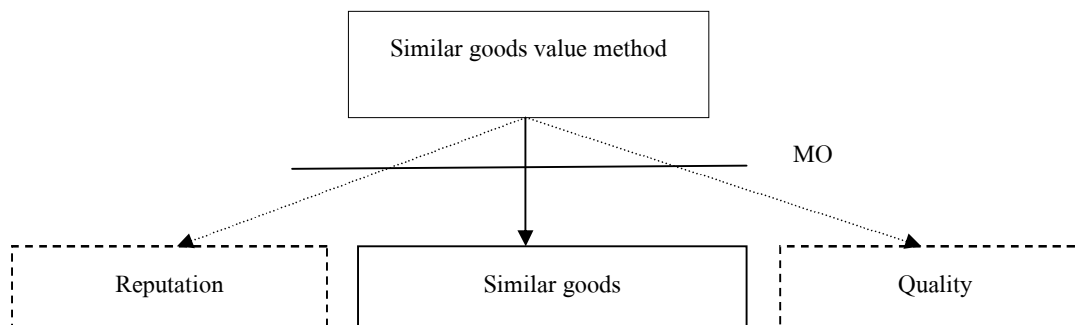 Similar goods value method
MO
Reputation
Similar goods
Quality